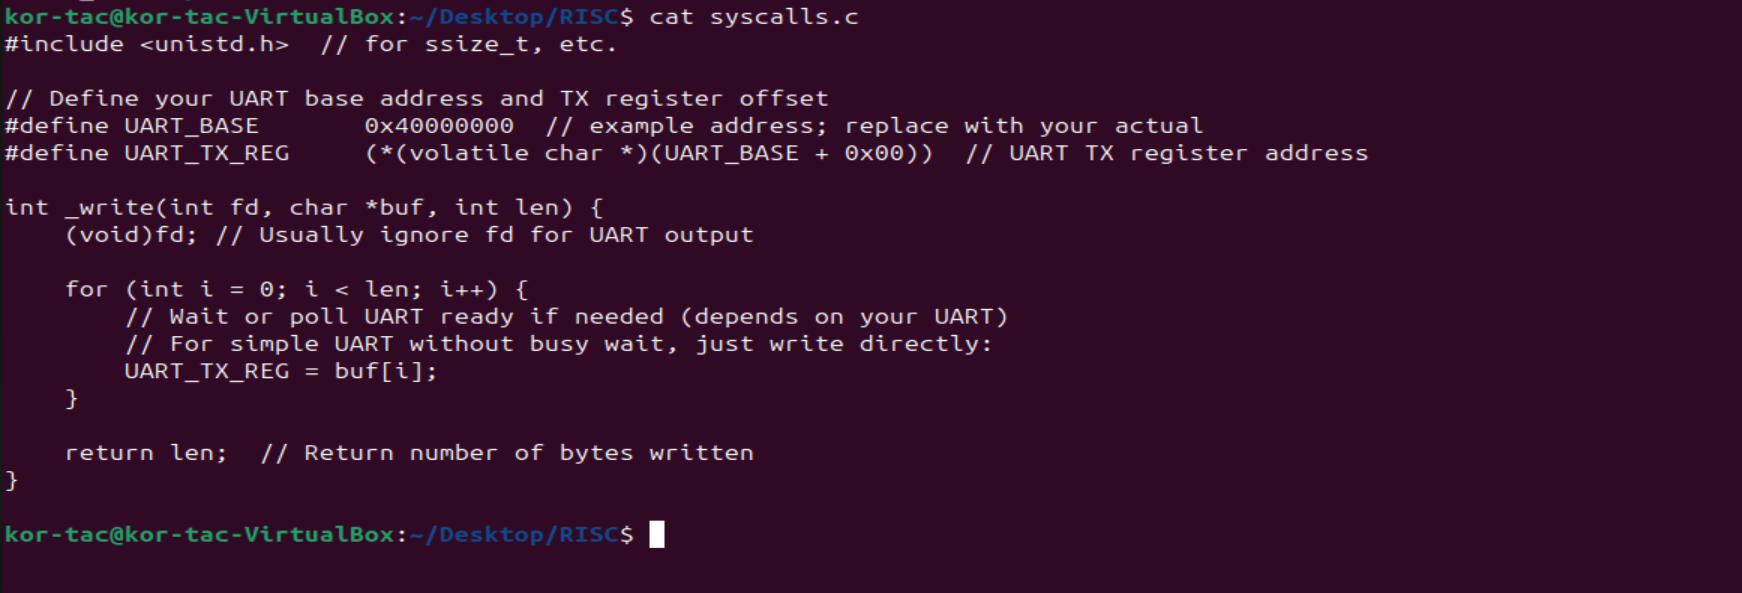 kor-tac@kor-tac-VirtualBox:~/Desktop/RISC$ cat syscalls.c
#include <unistd.h>  // for ssize_t, etc.

// Define your UART base address and TX register offset
#define UART_BASE       0x40000000  // example address; replace with your actual
#define UART_TX_REG     (*(volatile char *)(UART_BASE + 0x00))  // UART TX register address

int _write(int fd, char *buf, int len) {
    (void)fd; // Usually ignore fd for UART output

    for (int i = 0; i < len; i++) {
        // Wait or poll UART ready if needed (depends on your UART)
        // For simple UART without busy wait, just write directly:
        UART_TX_REG = buf[i];
    }

    return len;  // Return number of bytes written
}

kor-tac@kor-tac-VirtualBox:~/Desktop/RISC$